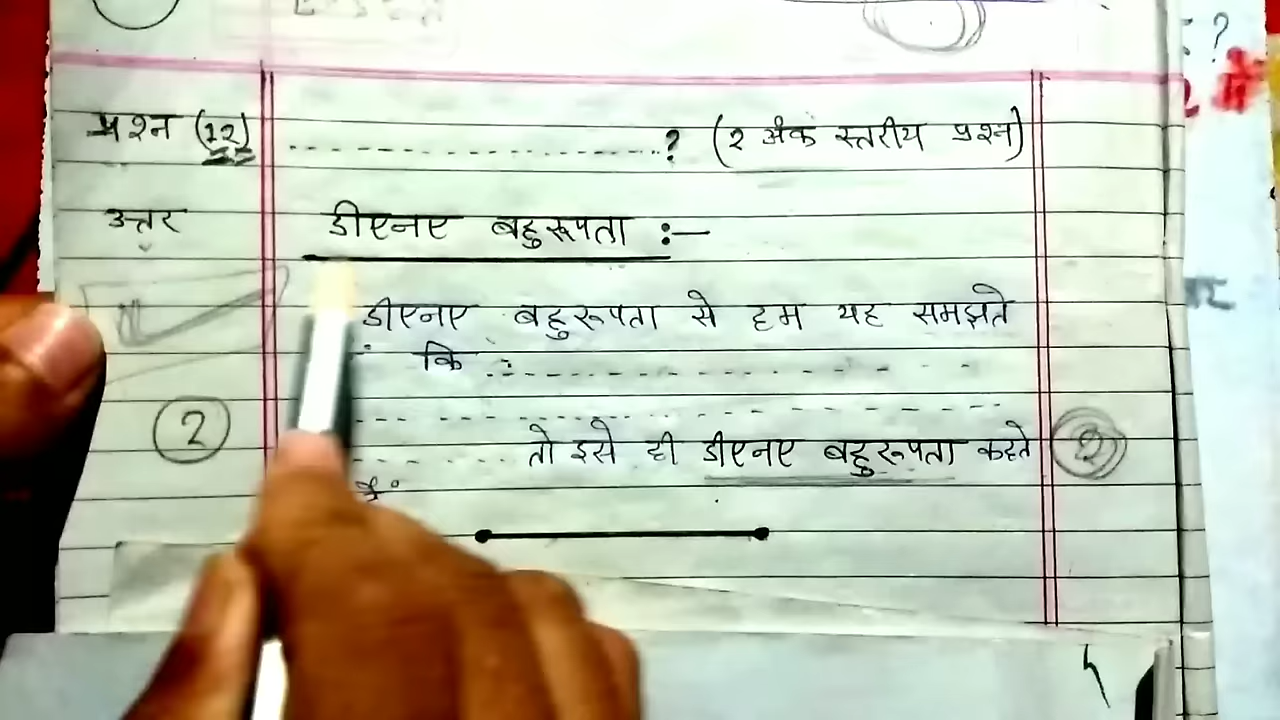 प्रश्न (12) ..............................? (2 अंक स्तरीय प्रश्न)
उत्तर डीएनए बहुरूपता :—
डीएनए बहुरूपता से हम यह समझते
कि :- - - - - - - - - - - - - -
- - - - - - - - - - - - - - - - - -
- - - - - - - तो इसे ही डीएनए बहुरूपता कहते
हैं।
2
2
?